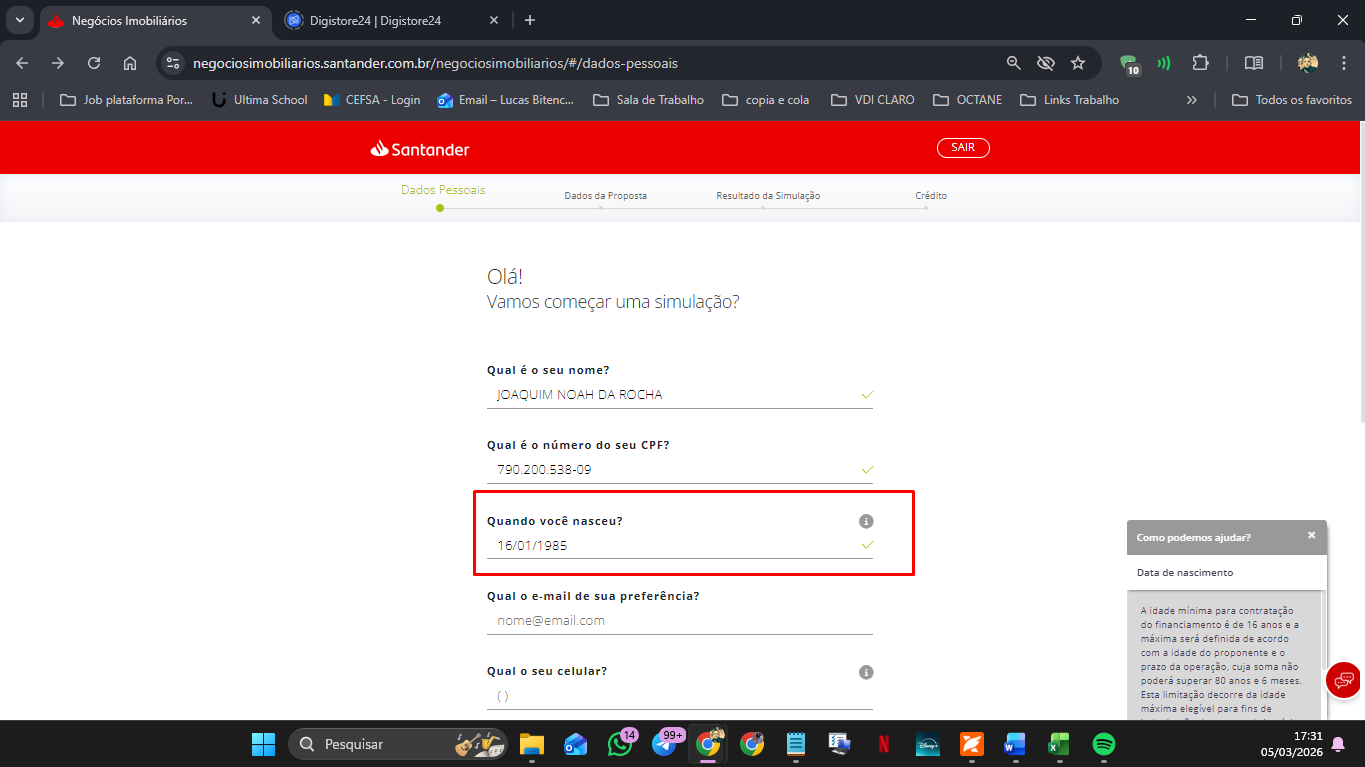 Negócios Imobiliários
Digistore24 | Digistore24
negociosimobiliarios.santander.com.br/negociosimobiliarios/#/dados-pessoais
10
Job plataforma Por...
Ultima School
CEFSA - Login
Email – Lucas Bitenc...
Sala de Trabalho
copia e cola
VDI CLARO
OCTANE
Links Trabalho
Todos os favoritos
Santander
SAIR
Dados Pessoais
Dados da Proposta
Resultado da Simulação
Crédito
Olá!
Vamos começar uma simulação?
Qual é o seu nome?
JOAQUIM NOAH DA ROCHA
Qual é o número do seu CPF?
790.200.538-09
Quando você nasceu?
16/01/1985
Qual o e-mail de sua preferência?
nome@email.com
Qual o seu celular?
( )
Como podemos ajudar?
Data de nascimento
A idade mínima para contratação
do financiamento é de 16 anos e a
máxima será definida de acordo
com a idade do proponente e o
prazo da operação, cuja soma não
poderá superar 80 anos e 6 meses.
Esta limitação decorre da idade
máxima elegível para fins de
Pesquisar
14
99+
17:31
05/03/2026